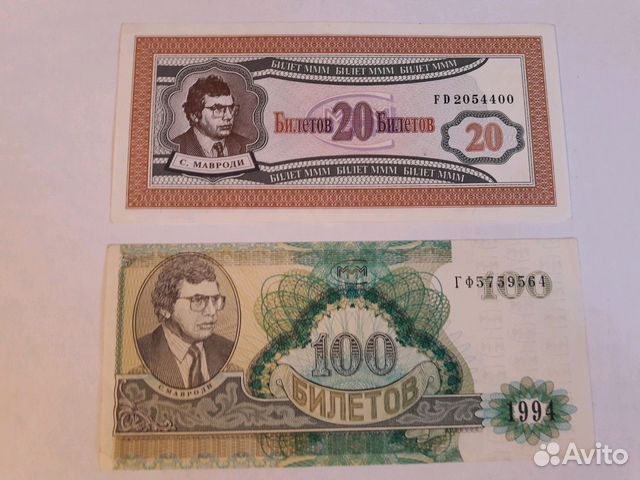 БИЛЕТ МММ БИЛЕТ МММ БИЛЕТ МММ
FD2054400
Билетов 20 Билетов
20
С. МАВРОДИ
БИЛЕТ МММ БИЛЕТ МММ БИЛЕТ МММ
100
ГФ5759564
100
С.МАВРОДИ
БИЛЕТОВ
1994
Avito